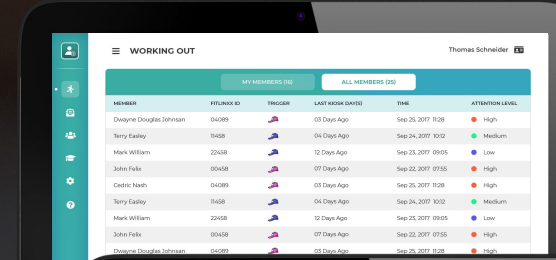 WORKING OUT
Thomas Schneider
MY MEMBERS (15)
ALL MEMBERS (25)
MEMBER FITLINXX ID TRIGGER LAST KIOSK DAY(S) TIME ATTENTION LEVEL
Dwayne Douglas Johnsan 04089 03 Days Ago Sep 25, 2017 11:28 High
Terry Easley 11458 04 Days Ago Sep 24, 2017 10:12 Medium
Mark William 22458 12 Days Ago Sep 23, 2017 09:05 Low
John Felix 00458 07 Days Ago Sep 22, 2017 07:55 High
Cedric Nash 04089 03 Days Ago Sep 25, 2017 11:28 High
Terry Easley 11458 04 Days Ago Sep 24, 2017 10:12 Medium
Mark William 22458 12 Days Ago Sep 23, 2017 09:05 Low
John Felix 00458 07 Days Ago Sep 22, 2017 07:55 High
Dwayne Douglas Johnsan 04089 03 Days Ago Sep 25, 2017 11:28 High